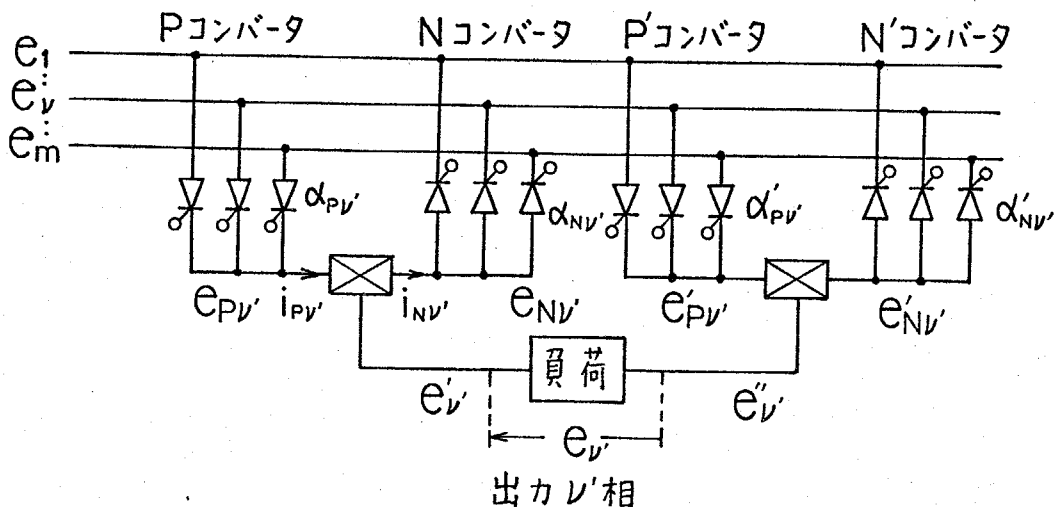 Pコンバータ Nコンバータ P′コンバータ N′コンバータ
e₁
⋮
eν
⋮
eₘ
αPν′ αNν′ α′Pν′ α′Nν′
ePν′ iPν′ iNν′ eNν′ e′Pν′ e′Nν′
負荷
e′ν′ e″ν′
eν′
出力ν′相